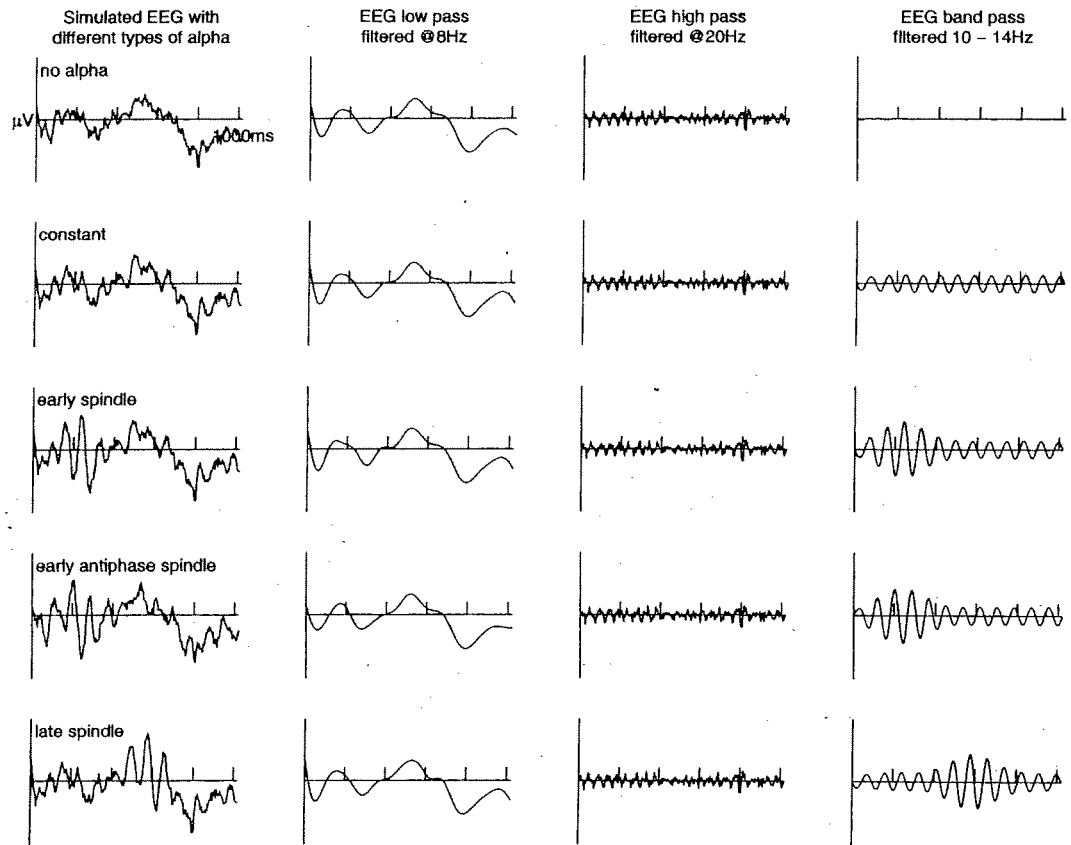 Simulated EEG with
different types of alpha
EEG low pass
filtered @8Hz
EEG high pass
filtered @20Hz
EEG band pass
filtered 10 – 14Hz
no alpha
μV
1000ms
constant
early spindle
early antiphase spindle
late spindle